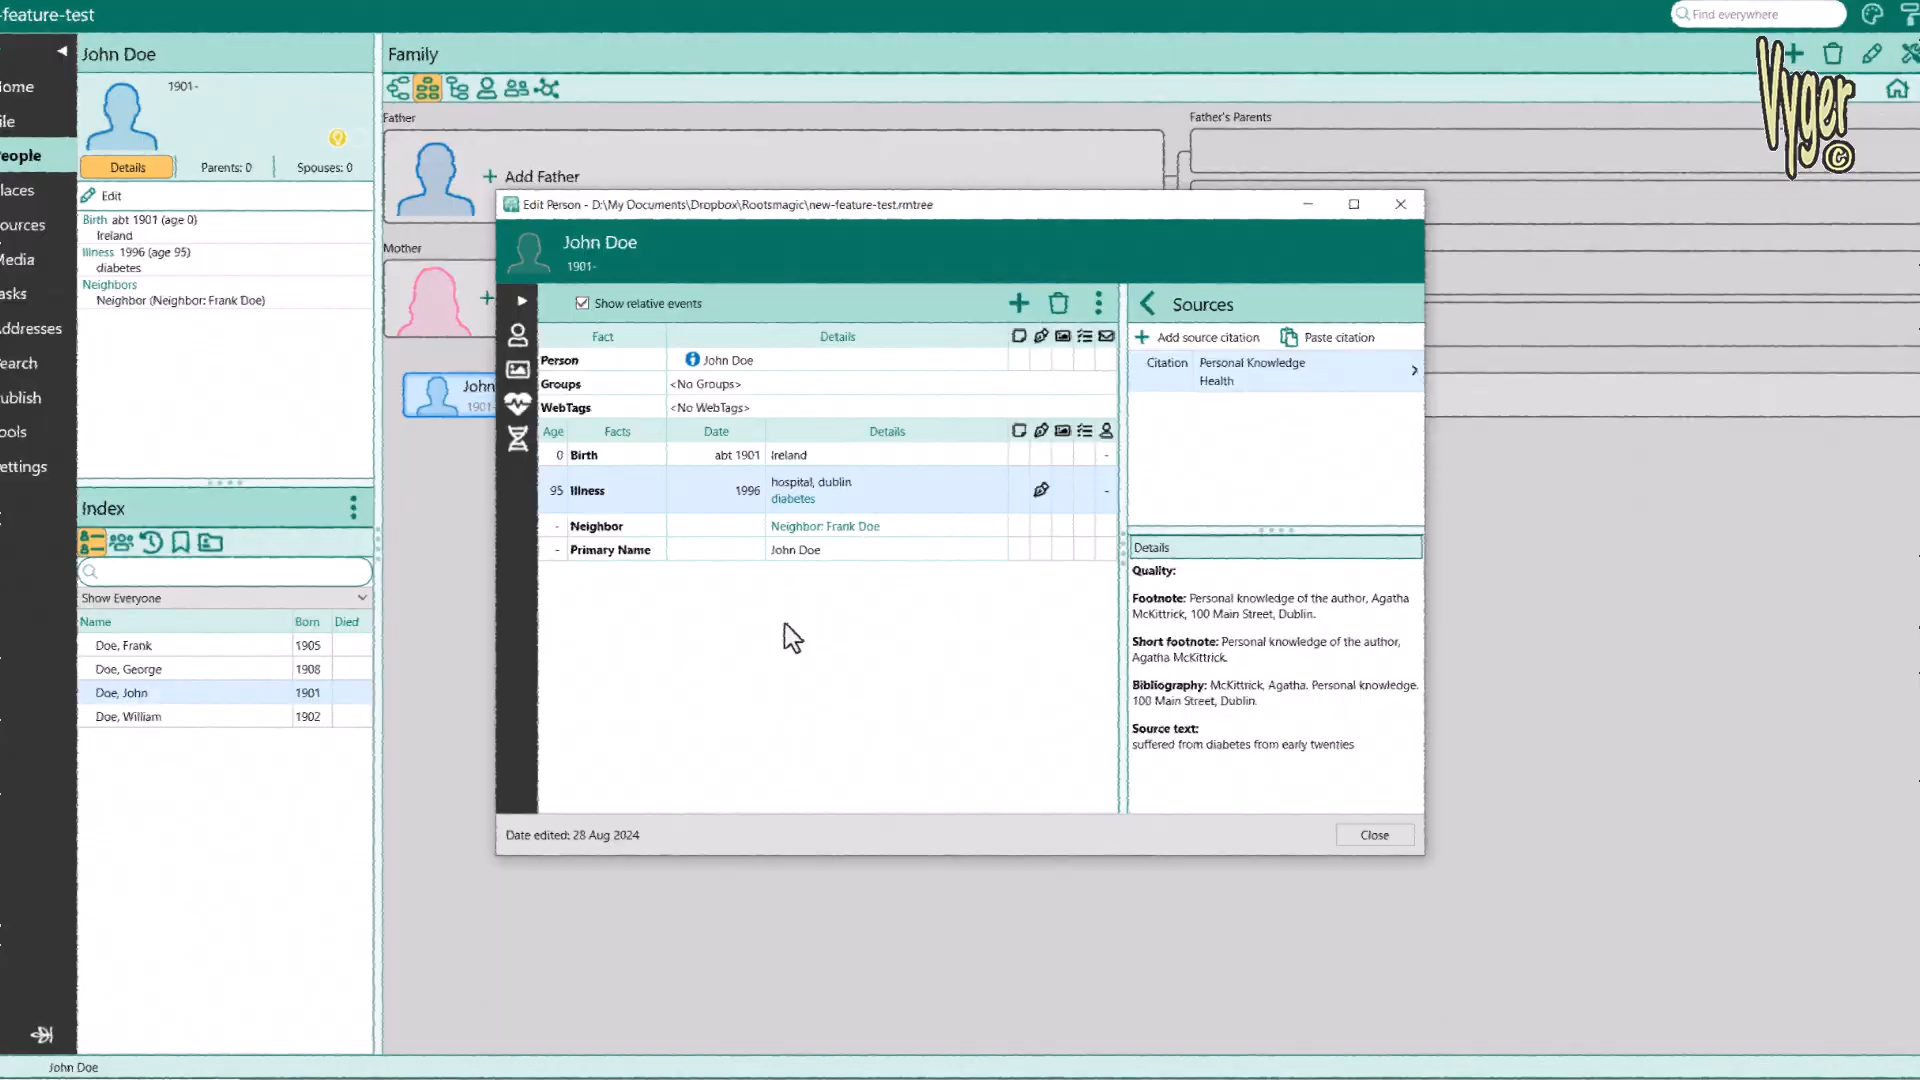 -feature-test
Find everywhere
Vyger ©
John Doe
1901-
Details
Parents: 0
Spouses: 0
Edit
Birth abt 1901 (age 0)
Ireland
Illness 1996 (age 95)
diabetes
Neighbors
Neighbor (Neighbor: Frank Doe)
ome
ile
eople
laces
ources
Media
asks
ddresses
earch
ublish
ools
ettings
Index
Show Everyone
Name Born Died
Doe, Frank 1905
Doe, George 1908
Doe, John 1901
Doe, William 1902
John Doe
Family
Father
Add Father
Father's Parents
Mother
John
1901-
Edit Person - D:\My Documents\Dropbox\Rootsmagic\new-feature-test.rmtree
John Doe
1901-
Show relative events
Fact Details
Person John Doe
Groups <No Groups>
WebTags <No WebTags>
Age Facts Date Details
0 Birth abt 1901 Ireland -
95 Illness 1996 hospital, dublin -
diabetes
- Neighbor Neighbor: Frank Doe
- Primary Name John Doe
Sources
Add source citation Paste citation
Citation Personal Knowledge
Health
Details
Quality:
Footnote: Personal knowledge of the author, Agatha
McKittrick, 100 Main Street, Dublin.
Short footnote: Personal knowledge of the author,
Agatha McKittrick.
Bibliography: McKittrick, Agatha. Personal knowledge.
100 Main Street, Dublin.
Source text:
suffered from diabetes from early twenties
Date edited: 28 Aug 2024
Close